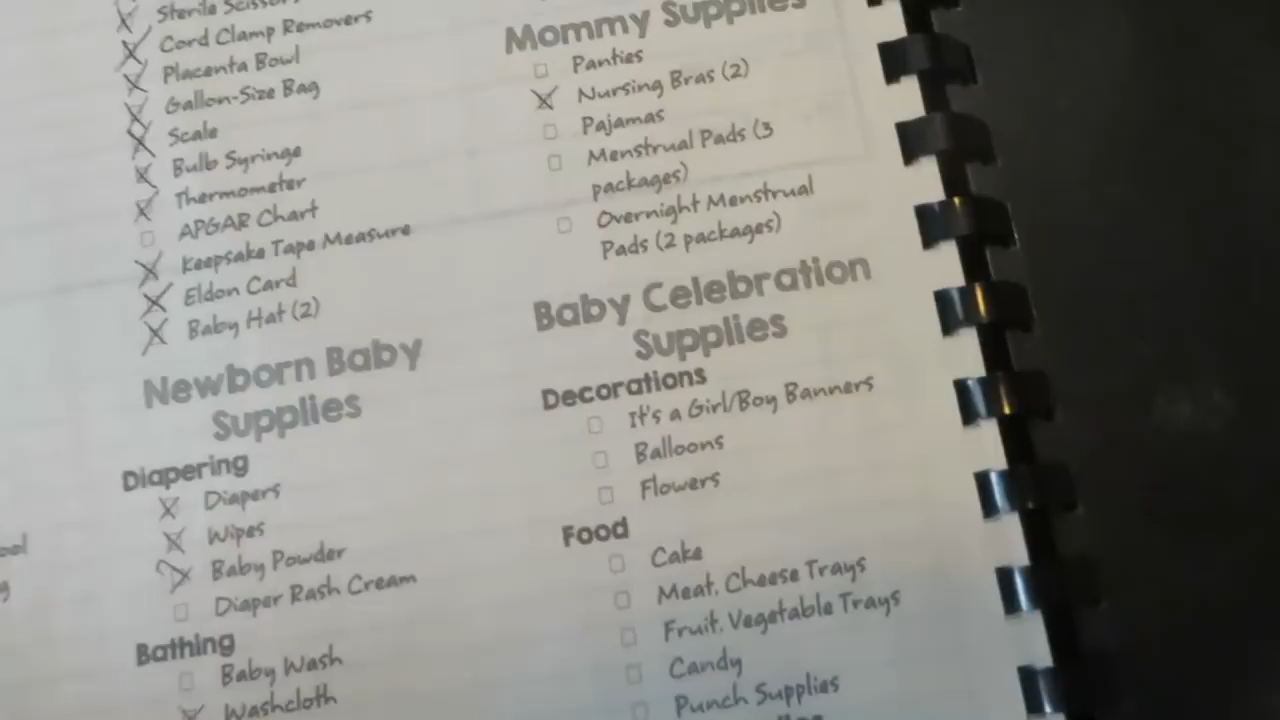 Sterile Scissors
Cord Clamp Removers
Placenta Bowl
Gallon-Size Bag
Scale
Bulb Syringe
Thermometer
APGAR Chart
Keepsake Tape Measure
Eldon Card
Baby Hat (2)
Newborn Baby
Supplies
Diapering
Diapers
Wipes
Baby Powder
Diaper Rash Cream
Bathing
Baby Wash
Washcloth
Mommy Supplies
Panties
Nursing Bras (2)
Pajamas
Menstrual Pads (3
packages)
Overnight Menstrual
Pads (2 packages)
Baby Celebration
Supplies
Decorations
It's a Girl/Boy Banners
Balloons
Flowers
Food
Cake
Meat, Cheese Trays
Fruit, Vegetable Trays
Candy
Punch Supplies